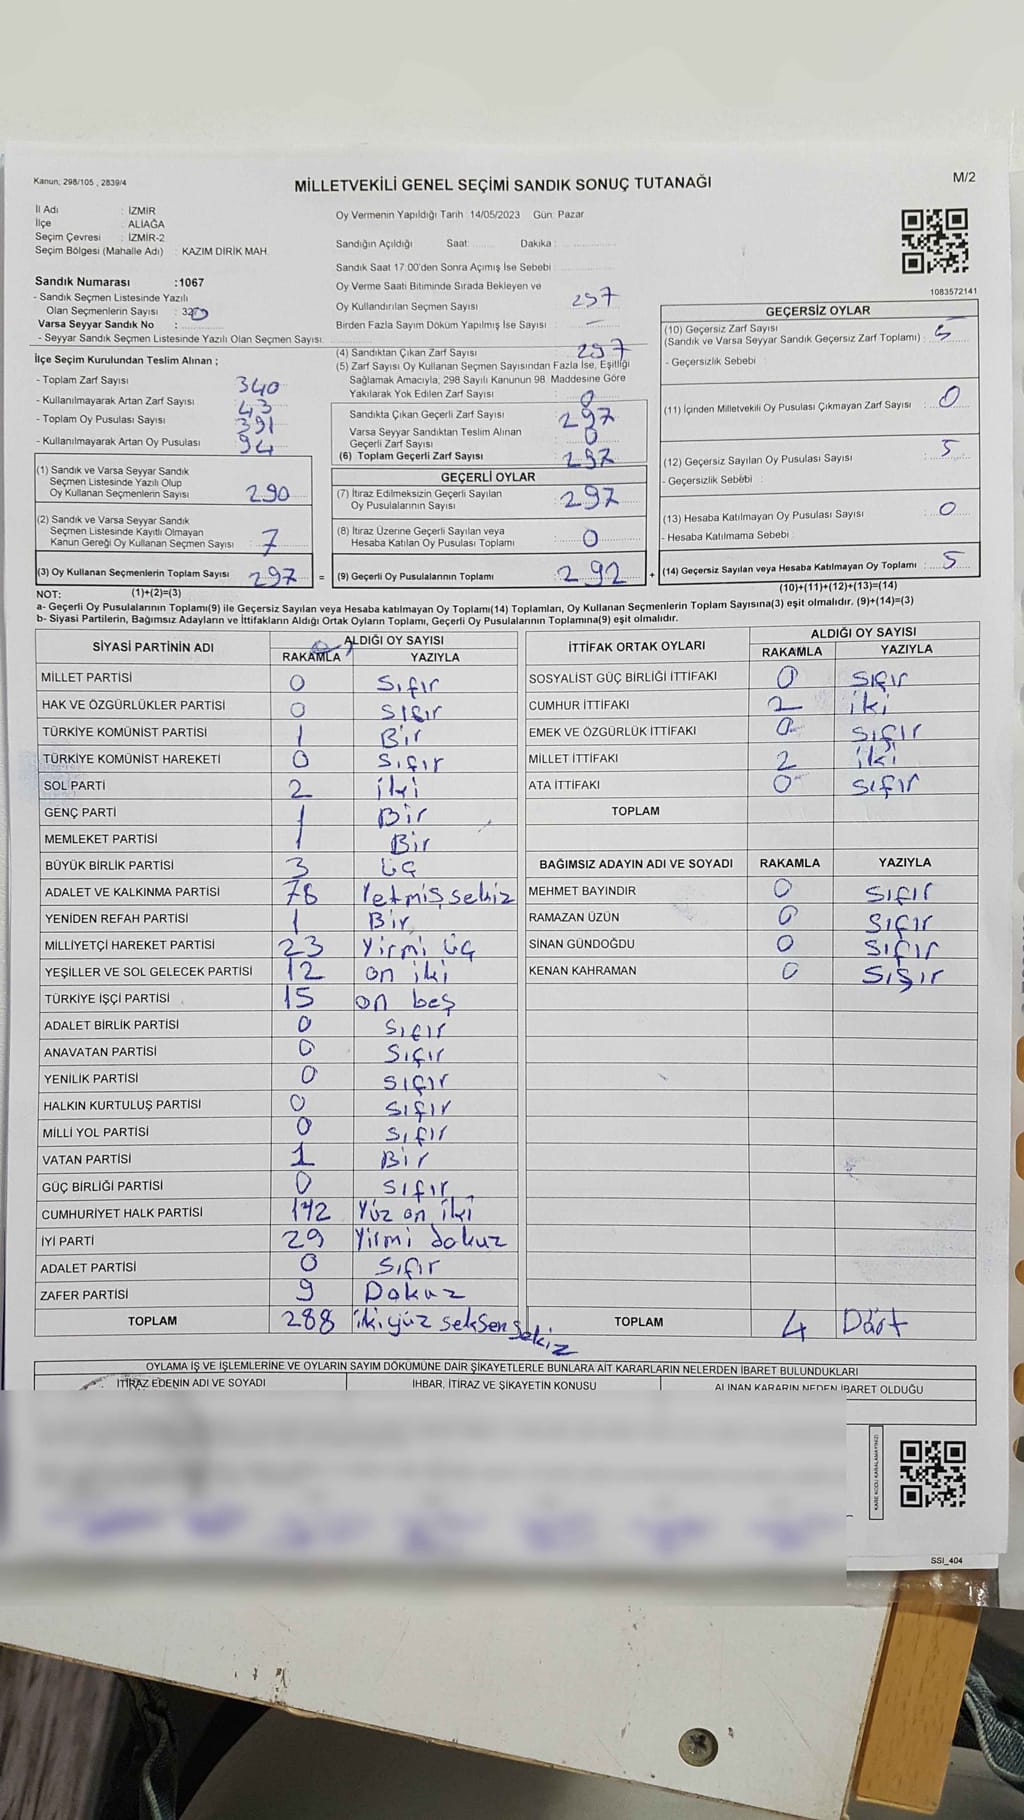 Kanun; 298/105 , 2839/4
MİLLETVEKİLİ GENEL SEÇİMİ SANDIK SONUÇ TUTANAĞI
M/2
İl Adı : İZMİR
İlçe : ALİAĞA
Seçim Çevresi : İZMİR-2
Seçim Bölgesi (Mahalle Adı) : KAZIM DİRİK MAH.
Oy Vermenin Yapıldığı Tarih 14/05/2023 Gün: Pazar
Sandığın Açıldığı Saat: Dakika :
Sandık Saat 17:00'den Sonra Açımış İse Sebebi :
Oy Verme Saati Bitiminde Sırada Bekleyen ve
Oy Kullandırılan Seçmen Sayısı 297
Birden Fazla Sayım Döküm Yapılmış İse Sayısı : –
Sandık Numarası :1067
- Sandık Seçmen Listesinde Yazılı
Olan Seçmenlerin Sayısı
Varsa Seyyar Sandık No :
- Seyyar Sandık Seçmen Listesinde Yazılı Olan Seçmen Sayısı:
1083572141
İlçe Seçim Kurulundan Teslim Alınan ;
- Toplam Zarf Sayısı 340
- Kullanılmayarak Artan Zarf Sayısı 43
- Toplam Oy Pusulası Sayısı 391
- Kullanılmayarak Artan Oy Pusulası 94
(1) Sandık ve Varsa Seyyar Sandık
Seçmen Listesinde Yazılı Olup
Oy Kullanan Seçmenlerin Sayısı 290
(2) Sandık ve Varsa Seyyar Sandık
Seçmen Listesinde Kayıtlı Olmayan
Kanun Gereği Oy Kullanan Seçmen Sayısı 7
(3) Oy Kullanan Seçmenlerin Toplam Sayısı 297 =
(1)+(2)=(3)
(4) Sandıktan Çıkan Zarf Sayısı : 297
(5) Zarf Sayısı Oy Kullanan Seçmen Sayısından Fazla İse, Eşitliği
Sağlamak Amacıyla, 298 Sayılı Kanunun 98. Maddesine Göre
Yakılarak Yok Edilen Zarf Sayısı : 0
Sandıkta Çıkan Geçerli Zarf Sayısı : 297
Varsa Seyyar Sandıktan Teslim Alınan
Geçerli Zarf Sayısı : 0
(6) Toplam Geçerli Zarf Sayısı : 297
GEÇERLİ OYLAR
(7) İtiraz Edilmeksizin Geçerli Sayılan
Oy Pusulalarının Sayısı : 297
(8) İtiraz Üzerine Geçerli Sayılan veya
Hesaba Katılan Oy Pusulası Toplamı : 0
(9) Geçerli Oy Pusulalarının Toplamı : 292 +
GEÇERSİZ OYLAR
(10) Geçersiz Zarf Sayısı
(Sandık ve Varsa Seyyar Sandık Geçersiz Zarf Toplamı) : 5
- Geçersizlik Sebebi :
(11) İçinden Milletvekili Oy Pusulası Çıkmayan Zarf Sayısı : 0
(12) Geçersiz Sayılan Oy Pusulası Sayısı : 5
- Geçersizlik Sebebi :
(13) Hesaba Katılmayan Oy Pusulası Sayısı : 0
- Hesaba Katılmama Sebebi :
(14) Geçersiz Sayılan veya Hesaba Katılmayan Oy Toplamı : 5
(10)+(11)+(12)+(13)=(14)
NOT:
a- Geçerli Oy Pusulalarının Toplamı(9) ile Geçersiz Sayılan veya Hesaba katılmayan Oy Toplamı(14) Toplamları, Oy Kullanan Seçmenlerin Toplam Sayısına(3) eşit olmalıdır. (9)+(14)=(3)
b- Siyasi Partilerin, Bağımsız Adayların ve İttifakların Aldığı Ortak Oyların Toplamı, Geçerli Oy Pusulalarının Toplamına(9) eşit olmalıdır.
SİYASİ PARTİNİN ADI ALDIĞI OY SAYISI
RAKAMLA YAZIYLA
MİLLET PARTİSİ 0 Sıfır
HAK VE ÖZGÜRLÜKLER PARTİSİ 0 Sıfır
TÜRKİYE KOMÜNİST PARTİSİ 1 Bir
TÜRKİYE KOMÜNİST HAREKETİ 0 Sıfır
SOL PARTİ 2 iki
GENÇ PARTİ 1 Bir
MEMLEKET PARTİSİ 1 Bir
BÜYÜK BİRLİK PARTİSİ 3 üç
ADALET VE KALKINMA PARTİSİ 78 Yetmiş sekiz
YENİDEN REFAH PARTİSİ 1 Bir
MİLLİYETÇİ HAREKET PARTİSİ 23 Yirmi üç
YEŞİLLER VE SOL GELECEK PARTİSİ 12 on iki
TÜRKİYE İŞÇİ PARTİSİ 15 on beş
ADALET BİRLİK PARTİSİ 0 Sıfır
ANAVATAN PARTİSİ 0 Sıfır
YENİLİK PARTİSİ 0 Sıfır
HALKIN KURTULUŞ PARTİSİ 0 Sıfır
MİLLİ YOL PARTİSİ 0 Sıfır
VATAN PARTİSİ 1 Bir
GÜÇ BİRLİĞİ PARTİSİ 0 Sıfır
CUMHURİYET HALK PARTİSİ 112 Yüz on iki
İYİ PARTİ 29 Yirmi dokuz
ADALET PARTİSİ 0 Sıfır
ZAFER PARTİSİ 9 Dokuz
TOPLAM 288 iki yüz seksen sekiz
İTTİFAK ORTAK OYLARI ALDIĞI OY SAYISI
RAKAMLA YAZIYLA
SOSYALİST GÜÇ BİRLİĞİ İTTİFAKI 0 Sıfır
CUMHUR İTTİFAKI 2 iki
EMEK VE ÖZGÜRLÜK İTTİFAKI 0 Sıfır
MİLLET İTTİFAKI 2 iki
ATA İTTİFAKI 0 Sıfır
TOPLAM
BAĞIMSIZ ADAYIN ADI VE SOYADI RAKAMLA YAZIYLA
MEHMET BAYINDIR 0 Sıfır
RAMAZAN ÜZÜN 0 Sıfır
SİNAN GÜNDOĞDU 0 Sıfır
KENAN KAHRAMAN 0 Sıfır
TOPLAM 4 Dört
OYLAMA İŞ VE İŞLEMLERİNE VE OYLARIN SAYIM DÖKÜMÜNE DAİR ŞİKAYETLERLE BUNLARA AİT KARARLARIN NELERDEN İBARET BULUNDUKLARI
İTİRAZ EDENİN ADI VE SOYADI İHBAR, İTİRAZ VE ŞİKAYETİN KONUSU ALINAN KARARIN NEDEN İBARET OLDUĞU
KARE KODU KARALAMAYINIZ!
SSI_404